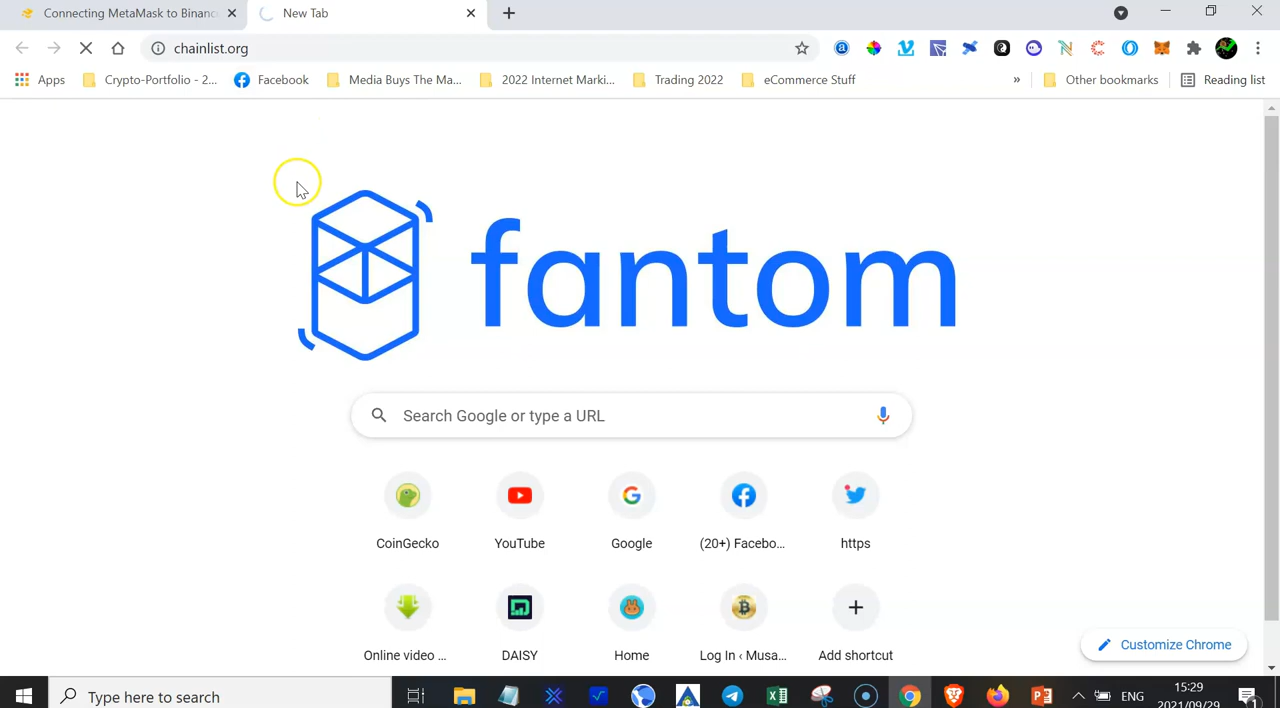 Connecting MetaMask to Binanc
New Tab
chainlist.org
Apps
Crypto-Portfolio - 2...
Facebook
Media Buys The Ma...
2022 Internet Marki...
Trading 2022
eCommerce Stuff
»
Other bookmarks
Reading list
fantom
Search Google or type a URL
CoinGecko
YouTube
Google
(20+) Facebo...
https
Online video ...
DAISY
Home
Log In ‹ Musa...
Add shortcut
Customize Chrome
Type here to search
ENG
15:29
2021/09/29
1